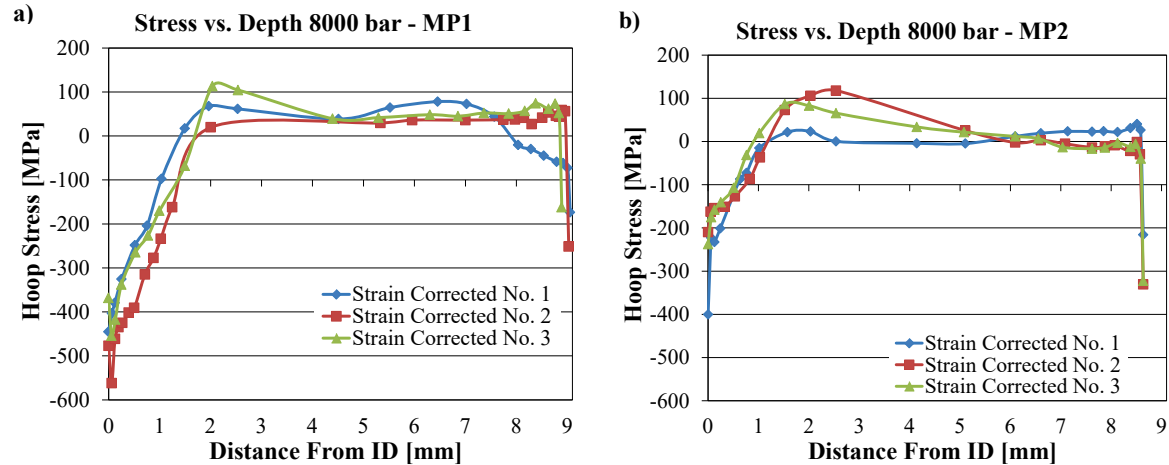 a)
Stress vs. Depth 8000 bar - MP1
200
100
0
-100
-200
-300
-400
-500
-600
Hoop Stress [MPa]
0 1 2 3 4 5 6 7 8 9
Distance From ID [mm]
Strain Corrected No. 1
Strain Corrected No. 2
Strain Corrected No. 3
b)
Stress vs. Depth 8000 bar - MP2
200
100
0
-100
-200
-300
-400
-500
-600
Hoop Stress [MPa]
0 1 2 3 4 5 6 7 8 9
Distance From ID [mm]
Strain Corrected No. 1
Strain Corrected No. 2
Strain Corrected No. 3